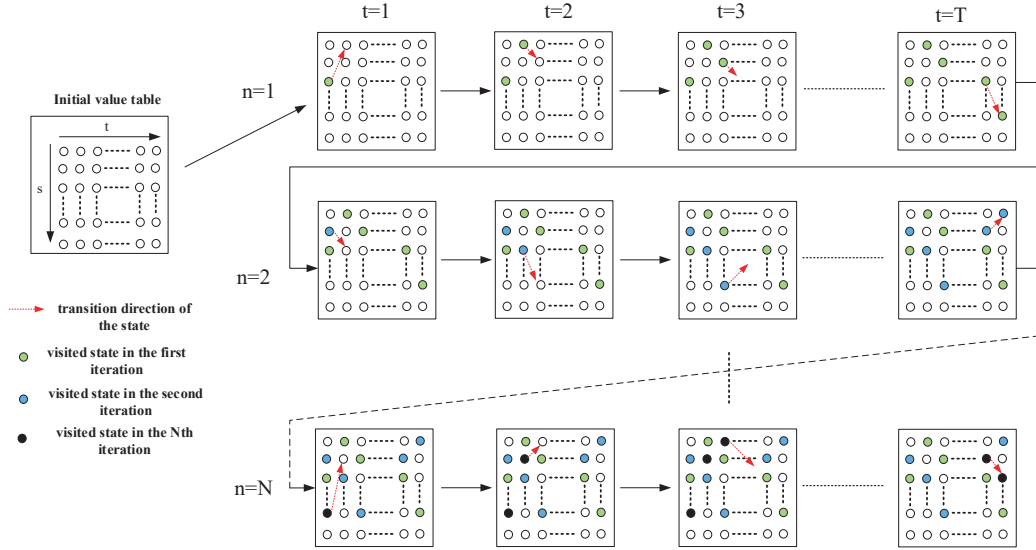 t=1
t=2
t=3
t=T
n=1
Initial value table
t
s
n=2
transition direction of
the state
visited state in the first
iteration
visited state in the second
iteration
visited state in the Nth
iteration
n=N